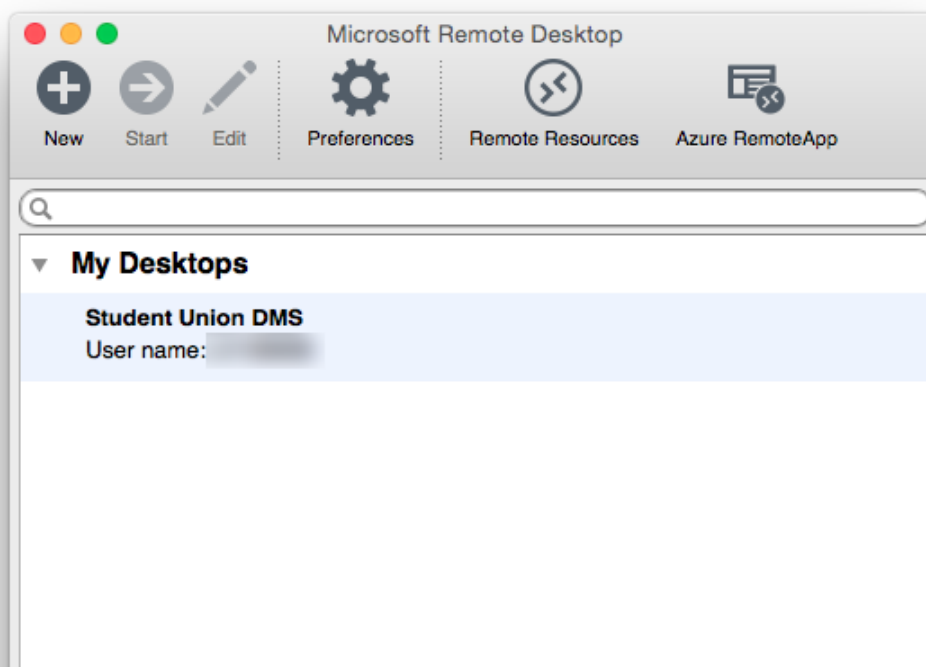 Microsoft Remote Desktop
New Start Edit Preferences Remote Resources Azure RemoteApp
My Desktops
Student Union DMS
User name: